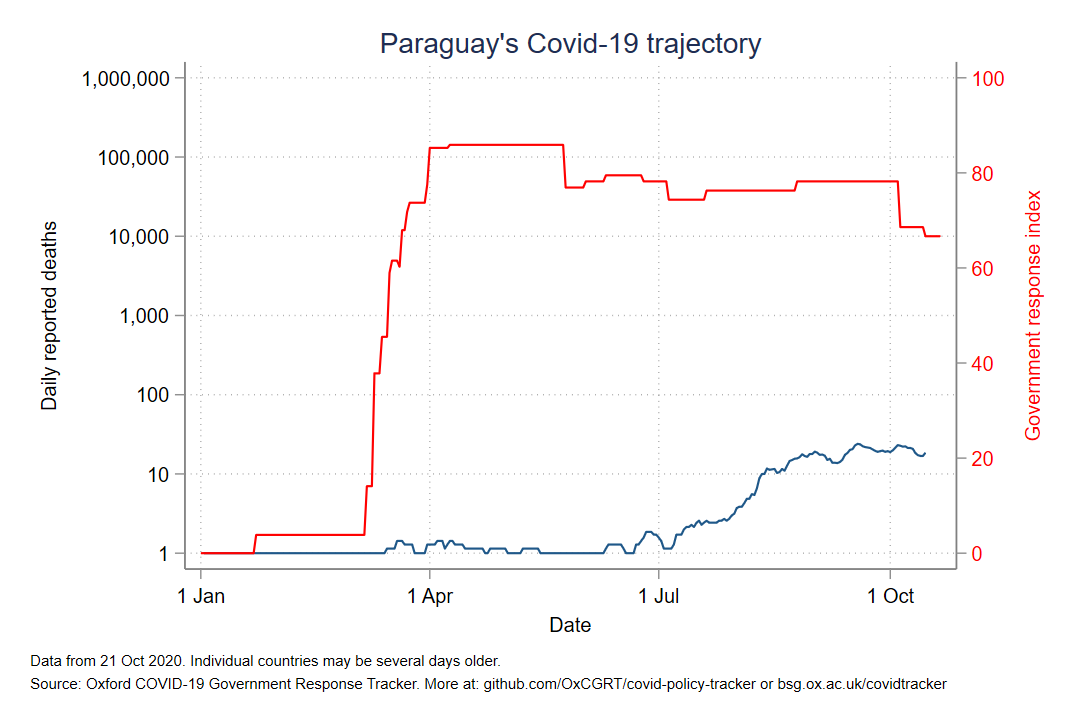 Paraguay's Covid-19 trajectory
1,000,000
100,000
10,000
1,000
100
10
1
Daily reported deaths
100
80
60
40
20
0
Government response index
1 Jan
1 Apr
1 Jul
1 Oct
Date
Data from 21 Oct 2020. Individual countries may be several days older.
Source: Oxford COVID-19 Government Response Tracker. More at: github.com/OxCGRT/covid-policy-tracker or bsg.ox.ac.uk/covidtracker